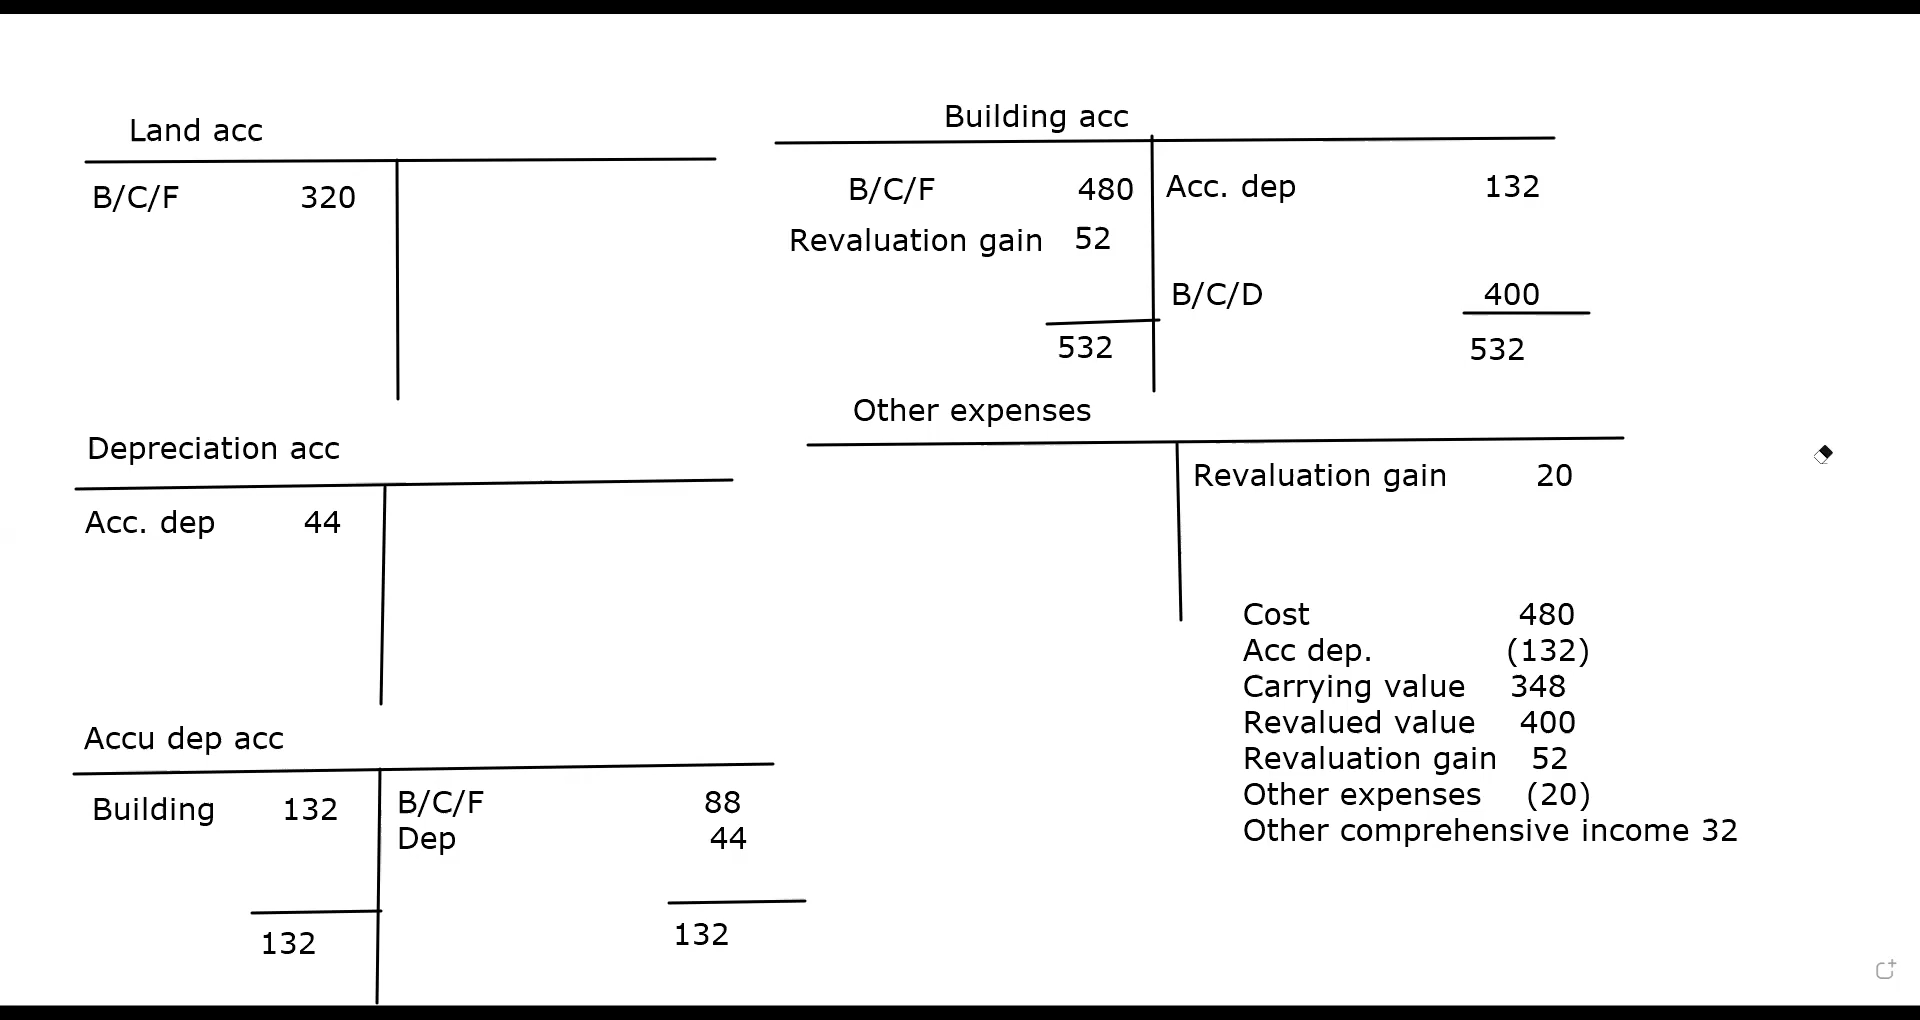 Land acc
B/C/F 320
Building acc
B/C/F 480 Acc. dep 132
Revaluation gain 52
B/C/D 400
532 532
Other expenses
Revaluation gain 20
Depreciation acc
Acc. dep 44
Cost 480
Acc dep. (132)
Carrying value 348
Revalued value 400
Revaluation gain 52
Other expenses (20)
Other comprehensive income 32
Accu dep acc
Building 132 B/C/F 88
Dep 44
132 132